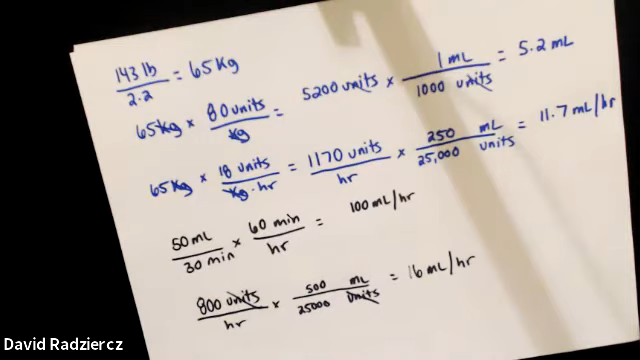 143 lb / 2.2 = 65 Kg
65 Kg × 80 units / Kg = 5200 units × 1 mL / 1000 units = 5.2 mL
65 Kg × 18 units / Kg · hr = 1170 units / hr × 250 mL / 25,000 units = 11.7 mL/hr
50 mL / 30 min × 60 min / hr = 100 mL/hr
800 units / hr × 500 mL / 25000 units = 16 mL/hr
David Radziercz